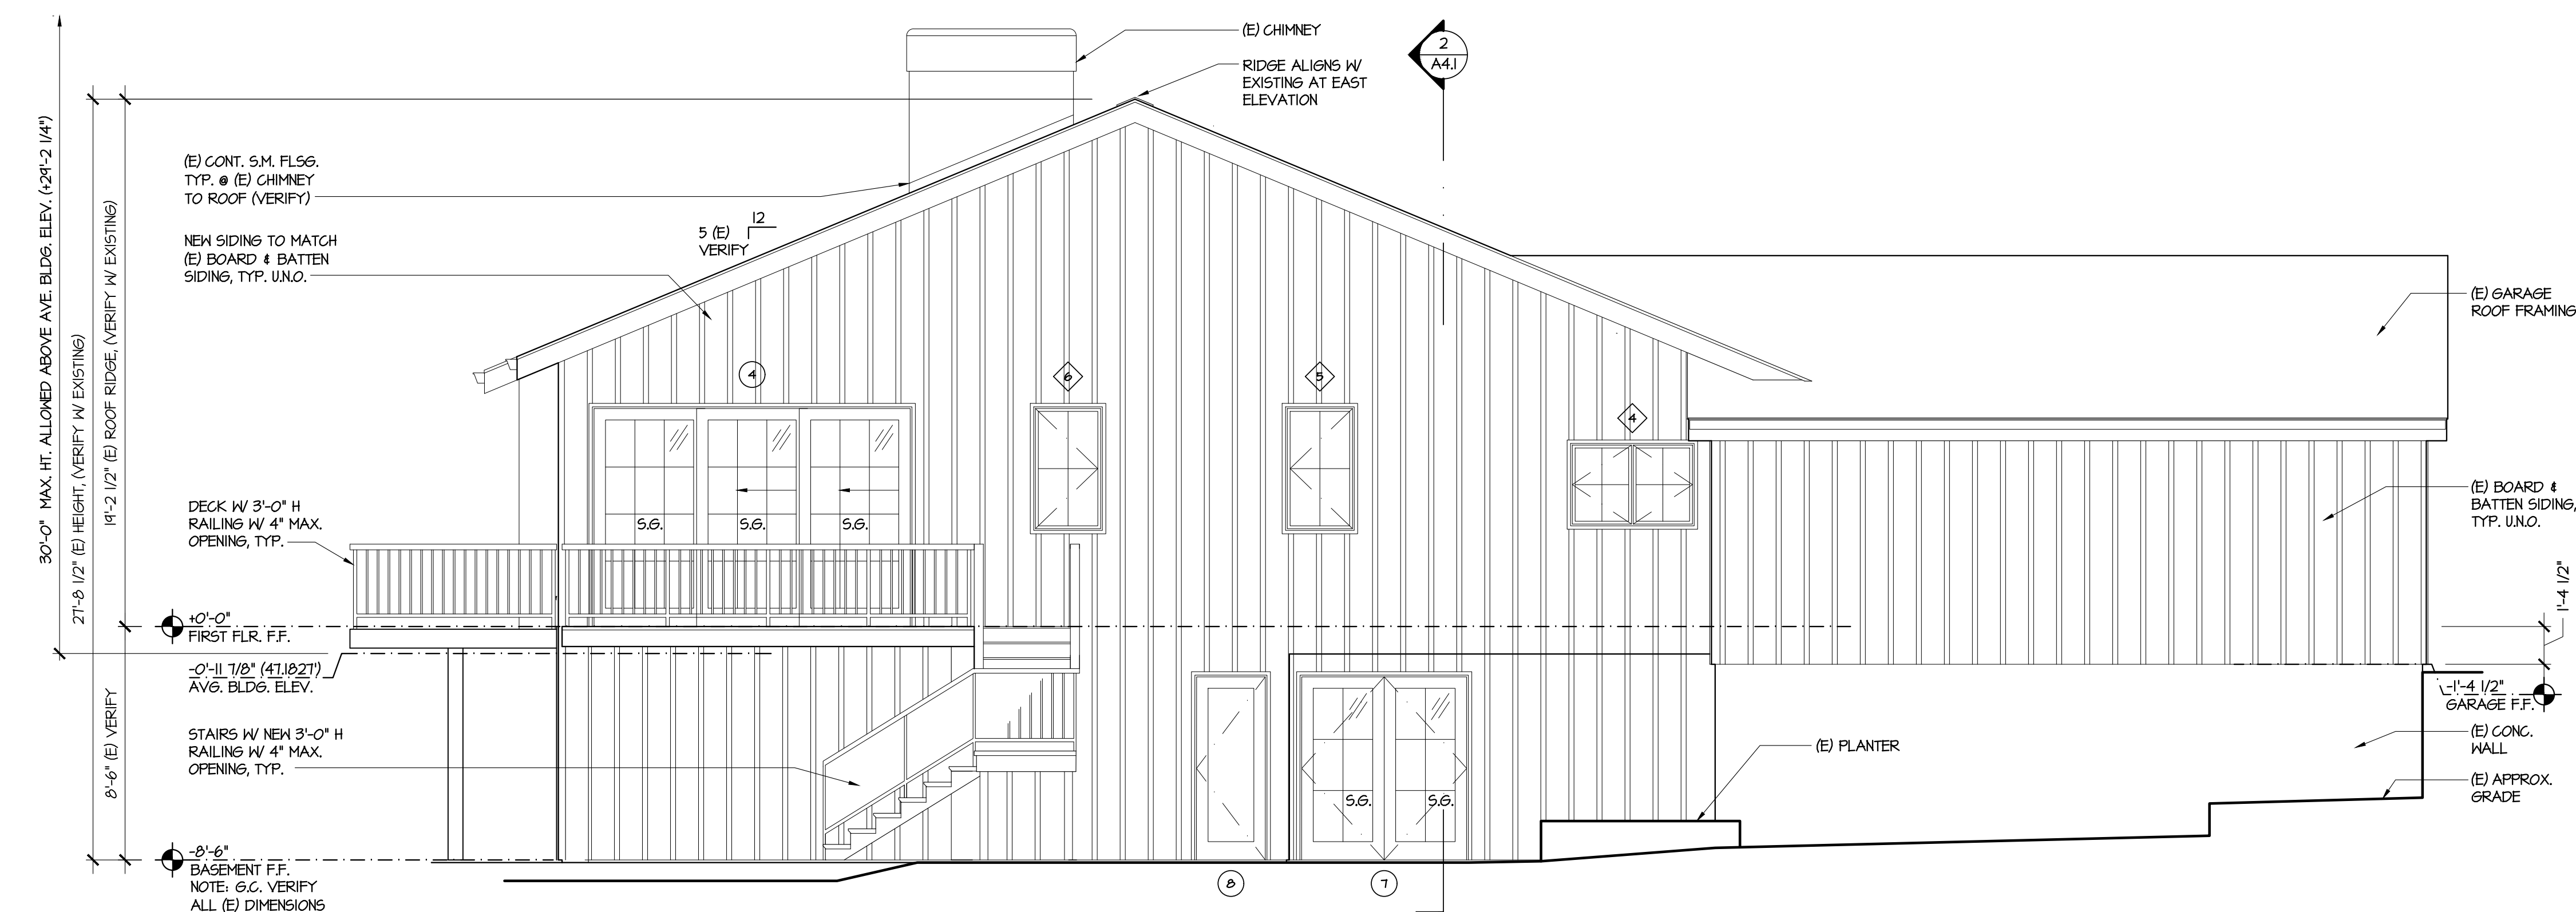 (E) CHIMNEY
RIDGE ALIGNS W/
EXISTING AT EAST
ELEVATION
2
A4.1
30'-0" MAX. HT. ALLOWED ABOVE AVE. BLDG. ELEV. (+29'-2 1/4")
27'-8 1/2" (E) HEIGHT, (VERIFY W/ EXISTING)
19'-2 1/2" (E) ROOF RIDGE, (VERIFY W/ EXISTING)
8'-6" (E) VERIFY
(E) CONT. S.M. FLSG.
TYP. @ (E) CHIMNEY
TO ROOF (VERIFY)
12
5 (E)
VERIFY
NEW SIDING TO MATCH
(E) BOARD & BATTEN
SIDING, TYP. U.N.O.
(E) GARAGE
ROOF FRAMING
4
6
5
4
DECK W/ 3'-0" H
RAILING W/ 4" MAX.
OPENING, TYP.
S.G.
S.G.
S.G.
(E) BOARD &
BATTEN SIDING,
TYP. U.N.O.
1'-4 1/2"
+0'-0"
FIRST FLR. F.F.
-0'-11 7/8" (47.1827')
AVG. BLDG. ELEV.
-1'-4 1/2"
GARAGE F.F.
STAIRS W/ NEW 3'-0" H
RAILING W/ 4" MAX.
OPENING, TYP.
(E) PLANTER
(E) CONC.
WALL
(E) APPROX.
GRADE
S.G.
S.G.
-8'-6"
BASEMENT F.F.
NOTE: G.C. VERIFY
ALL (E) DIMENSIONS
8
7